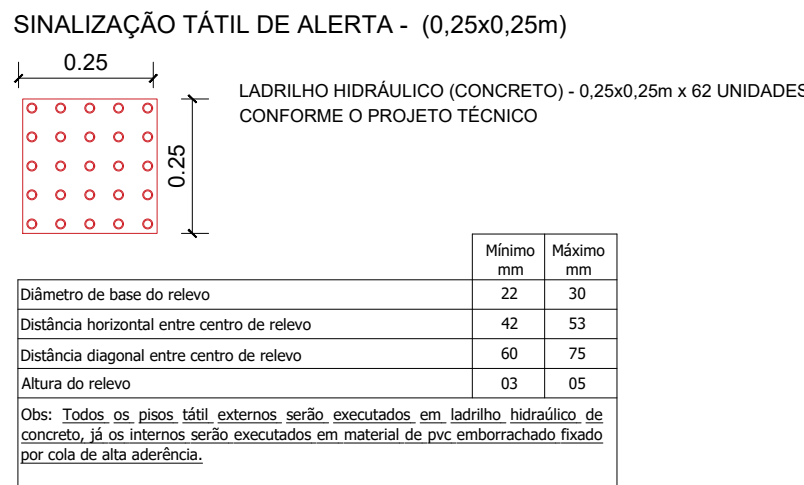 SINALIZAÇÃO TÁTIL DE ALERTA - (0,25x0,25m)
0.25
LADRILHO HIDRÁULICO (CONCRETO) - 0,25x0,25m x 62 UNIDADES
CONFORME O PROJETO TÉCNICO
0.25
Mínimo mm Máximo mm
Diâmetro de base do relevo 22 30
Distância horizontal entre centro de relevo 42 53
Distância diagonal entre centro de relevo 60 75
Altura do relevo 03 05
Obs: Todos os pisos tátil externos serão executados em ladrilho hidraúlico de
concreto, já os internos serão executados em material de pvc emborrachado fixado
por cola de alta aderência.